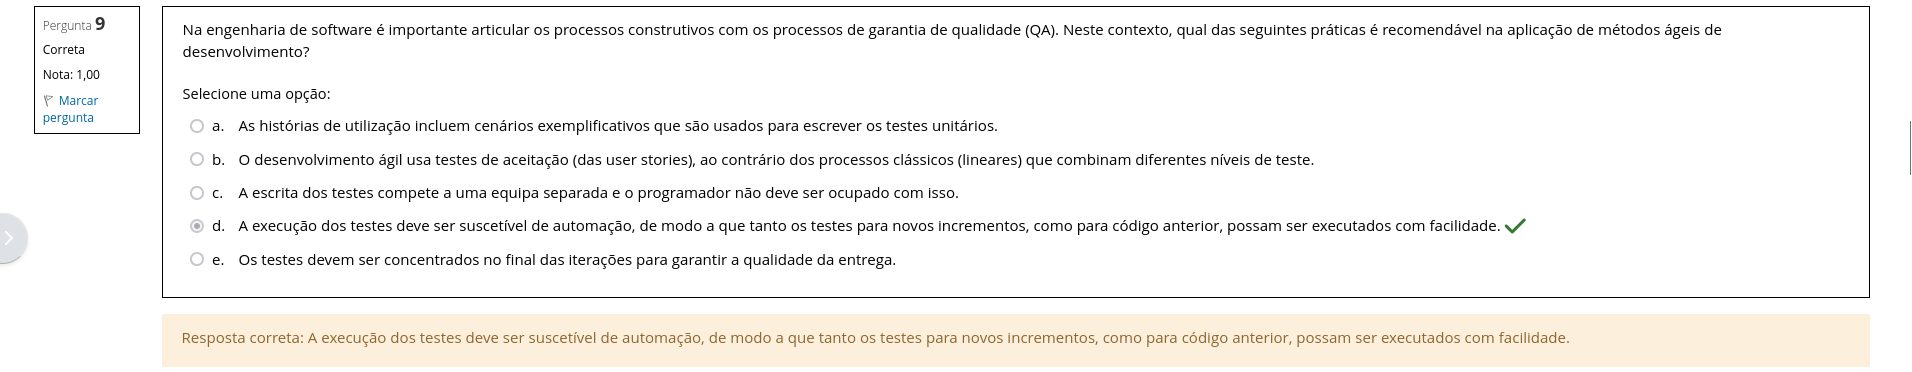 Pergunta 9
Correta
Nota: 1,00
Marcar
pergunta
Na engenharia de software é importante articular os processos construtivos com os processos de garantia de qualidade (QA). Neste contexto, qual das seguintes práticas é recomendável na aplicação de métodos ágeis de
desenvolvimento?
Selecione uma opção:
a. As histórias de utilização incluem cenários exemplificativos que são usados para escrever os testes unitários.
b. O desenvolvimento ágil usa testes de aceitação (das user stories), ao contrário dos processos clássicos (lineares) que combinam diferentes níveis de teste.
c. A escrita dos testes compete a uma equipa separada e o programador não deve ser ocupado com isso.
d. A execução dos testes deve ser suscetível de automação, de modo a que tanto os testes para novos incrementos, como para código anterior, possam ser executados com facilidade.
e. Os testes devem ser concentrados no final das iterações para garantir a qualidade da entrega.
Resposta correta: A execução dos testes deve ser suscetível de automação, de modo a que tanto os testes para novos incrementos, como para código anterior, possam ser executados com facilidade.